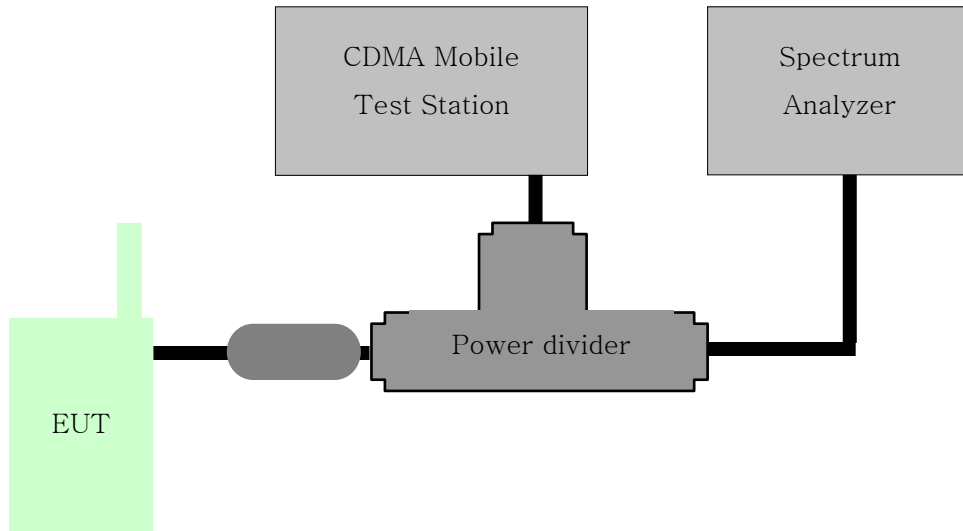 CDMA Mobile
Test Station
Spectrum
Analyzer
Power divider
EUT